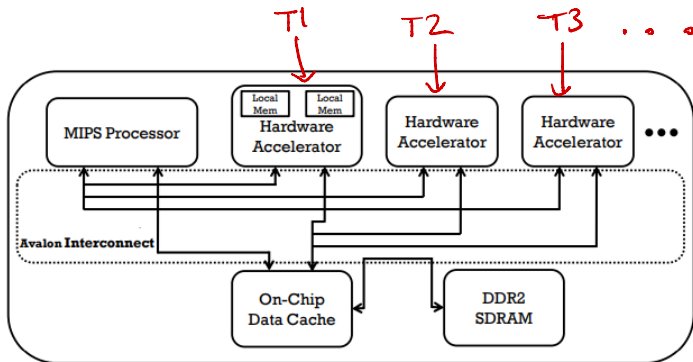 T1
T2
T3 . . .
Local
Mem
Local
Mem
MIPS Processor
Hardware
Accelerator
Hardware
Accelerator
Hardware
Accelerator
•••
Avalon Interconnect
On-Chip
Data Cache
DDR2
SDRAM